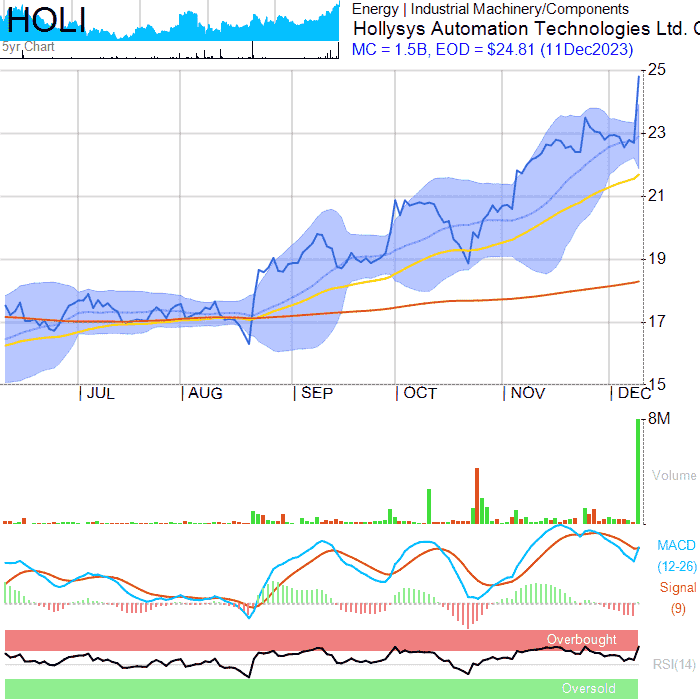 HOLI
5yr Chart
Energy | Industrial Machinery/Components
Hollysys Automation Technologies Ltd. C
MC = 1.5B, EOD = $24.81 (11Dec2023)
25
23
21
19
17
15
JUL AUG SEP OCT NOV DEC
8M
Volume
MACD
(12-26)
Signal
(9)
Overbought
RSI(14)
Oversold